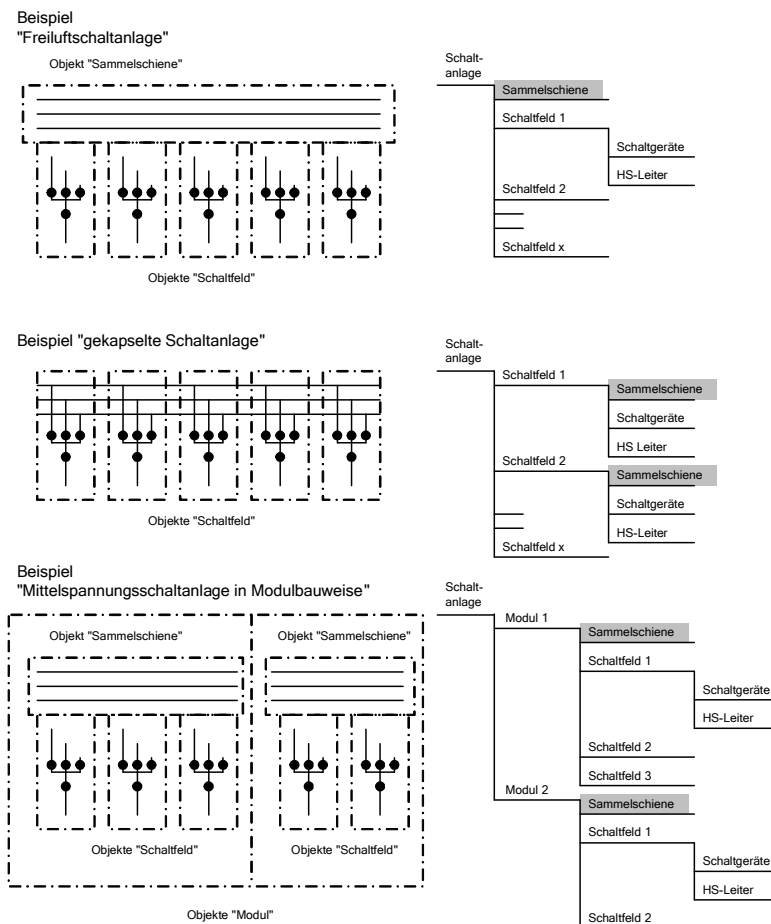 Beispiel
"Freiluftschaltanlage"
Objekt "Sammelschiene"
Objekte "Schaltfeld"
Schalt-
anlage
Sammelschiene
Schaltfeld 1
Schaltgeräte
HS-Leiter
Schaltfeld 2
Schaltfeld x
Beispiel "gekapselte Schaltanlage"
Objekte "Schaltfeld"
Schalt-
anlage
Schaltfeld 1
Sammelschiene
Schaltgeräte
HS Leiter
Schaltfeld 2
Sammelschiene
Schaltgeräte
HS-Leiter
Schaltfeld x
Beispiel
"Mittelspannungsschaltanlage in Modulbauweise"
Objekt "Sammelschiene"
Objekt "Sammelschiene"
Objekte "Schaltfeld"
Objekte "Schaltfeld"
Objekte "Modul"
Schalt-
anlage
Modul 1
Sammelschiene
Schaltfeld 1
Schaltgeräte
HS-Leiter
Schaltfeld 2
Schaltfeld 3
Modul 2
Sammelschiene
Schaltfeld 1
Schaltgeräte
HS-Leiter
Schaltfeld 2